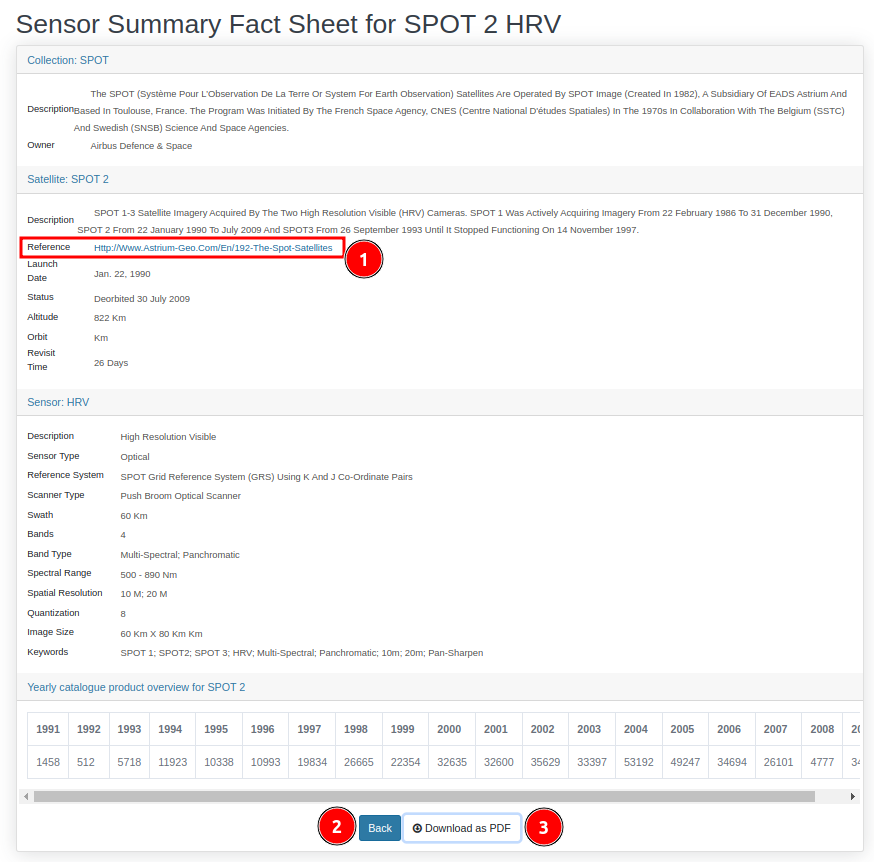 Sensor Summary Fact Sheet for SPOT 2 HRV
Collection: SPOT
Description The SPOT (Système Pour L'Observation De La Terre Or System For Earth Observation) Satellites Are Operated By SPOT Image (Created In 1982), A Subsidiary Of EADS Astrium And
Based In Toulouse, France. The Program Was Initiated By The French Space Agency, CNES (Centre National D'études Spatiales) In The 1970s In Collaboration With The Belgium (SSTC)
And Swedish (SNSB) Science And Space Agencies.
Owner Airbus Defence & Space
Satellite: SPOT 2
Description SPOT 1-3 Satellite Imagery Acquired By The Two High Resolution Visible (HRV) Cameras. SPOT 1 Was Actively Acquiring Imagery From 22 February 1986 To 31 December 1990,
SPOT 2 From 22 January 1990 To July 2009 And SPOT3 From 26 September 1993 Until It Stopped Functioning On 14 November 1997.
Reference Http://Www.Astrium-Geo.Com/En/192-The-Spot-Satellites
1
Launch
Date Jan. 22, 1990
Status Deorbited 30 July 2009
Altitude 822 Km
Orbit Km
Revisit
Time 26 Days
Sensor: HRV
Description High Resolution Visible
Sensor Type Optical
Reference System SPOT Grid Reference System (GRS) Using K And J Co-Ordinate Pairs
Scanner Type Push Broom Optical Scanner
Swath 60 Km
Bands 4
Band Type Multi-Spectral; Panchromatic
Spectral Range 500 - 890 Nm
Spatial Resolution 10 M; 20 M
Quantization 8
Image Size 60 Km X 80 Km Km
Keywords SPOT 1; SPOT2; SPOT 3; HRV; Multi-Spectral; Panchromatic; 10m; 20m; Pan-Sharpen
Yearly catalogue product overview for SPOT 2
1991 1992 1993 1994 1995 1996 1997 1998 1999 2000 2001 2002 2003 2004 2005 2006 2007 2008
1458 512 5718 11923 10338 10993 19834 26665 22354 32635 32600 35629 33397 53192 49247 34694 26101 4777
2 Back Download as PDF 3